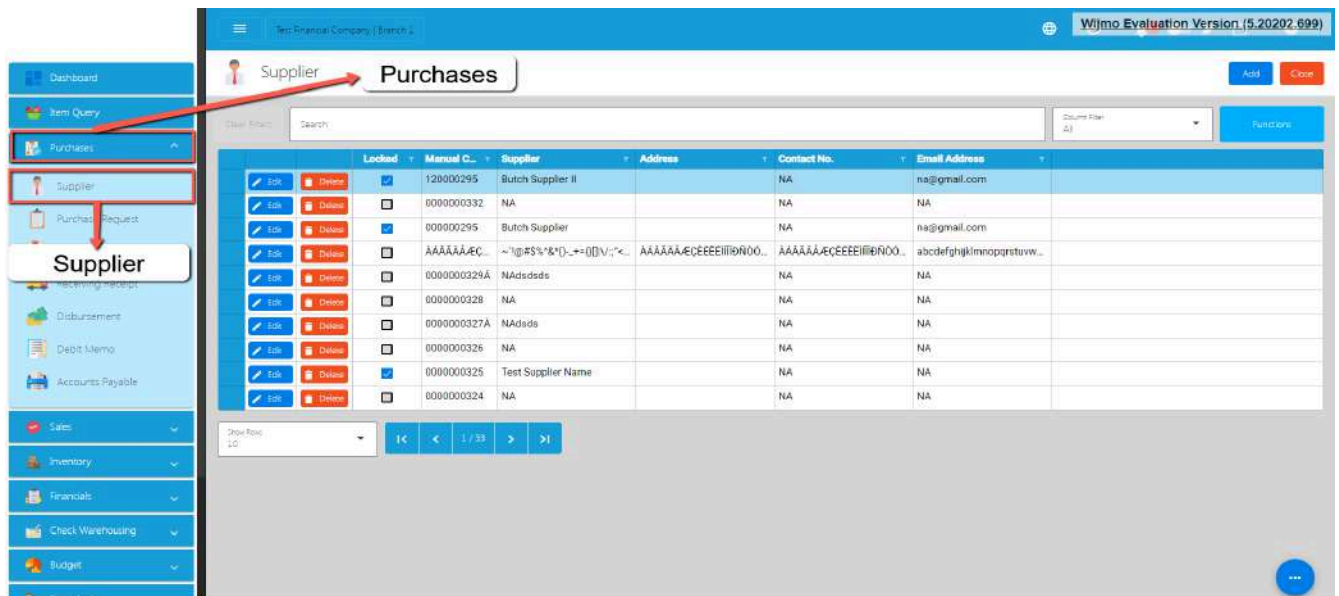 Test Financial Company | Branch 1
Wijmo Evaluation Version (5.20202.699)
Dashboard
Item Query
Purchases
Supplier
Purchase Request
Supplier
Receiving Receipt
Disbursement
Debit Memo
Accounts Payable
Sales
Inventory
Financials
Check Warehousing
Budget
Supplier
Purchases
Add
Close
Clear Filters
Search
Column Filter
All
Functions
Locked Manual C... Supplier Address Contact No. Email Address
Edit Delete 120000295 Butch Supplier II NA na@gmail.com
Edit Delete 0000000332 NA NA NA
Edit Delete 000000295 Butch Supplier NA na@gmail.com
Edit Delete abcdefghijklmnopqrstuvw...
Edit Delete 0000000329Á NAdsdsds NA NA
Edit Delete 0000000328 NA NA NA
Edit Delete 0000000327À NAdsds NA NA
Edit Delete 0000000326 NA NA NA
Edit Delete 0000000325 Test Supplier Name NA NA
Edit Delete 0000000324 NA NA NA
Show Rows
10
1 / 33